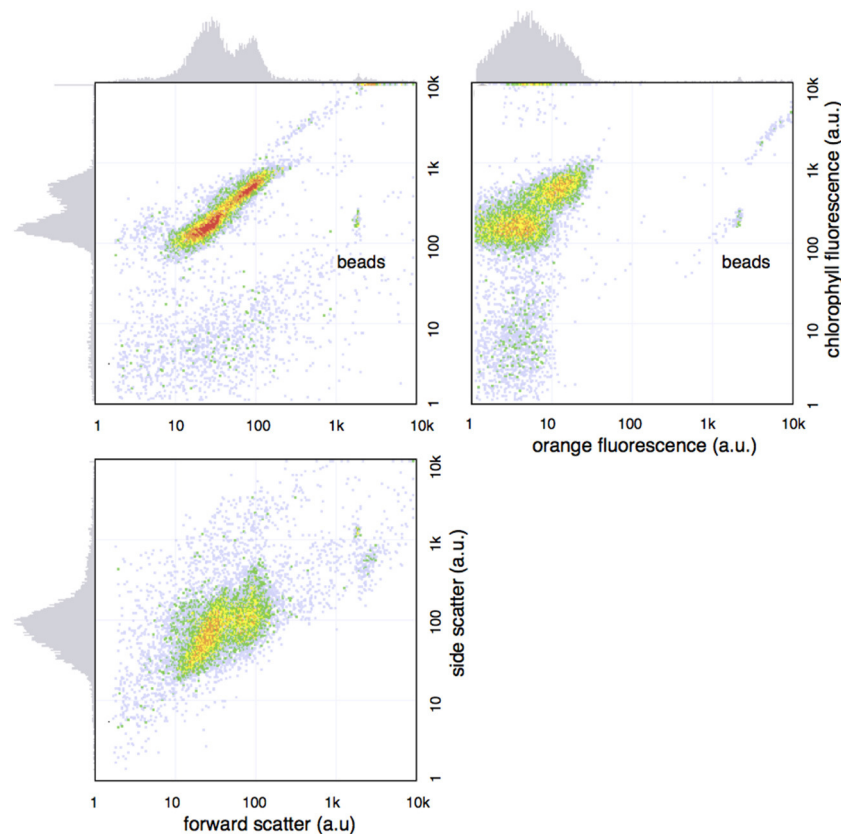 10k
1k
100
10
1
beads
1
10
100
1k
10k
chlorophyll fluorescence (a.u.)
10k
1k
100
10
1
beads
1
10
100
1k
10k
orange fluorescence (a.u.)
side scatter (a.u.)
10k
1k
100
10
1
1
10
100
1k
10k
forward scatter (a.u)